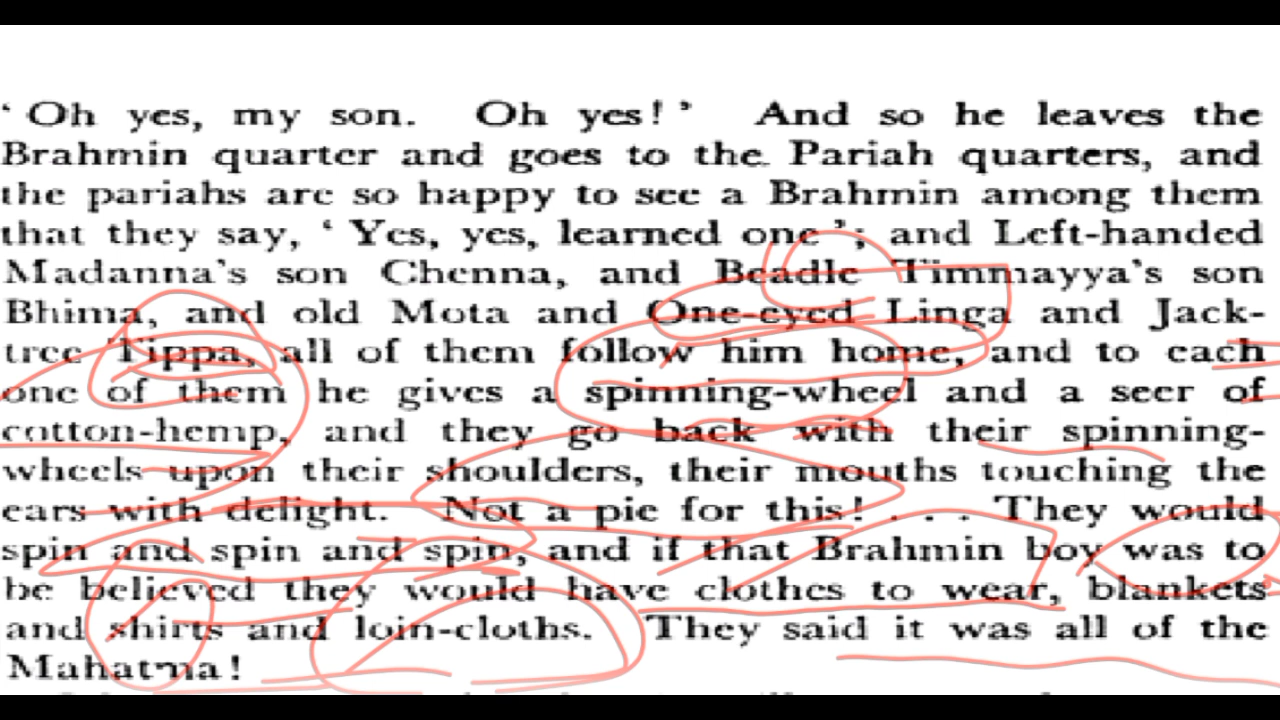 ‘ Oh yes, my son. Oh yes! ’ And so he leaves the
Brahmin quarter and goes to the Pariah quarters, and
the pariahs are so happy to see a Brahmin among them
that they say, ‘ Yes, yes, learned one ’; and Left-handed
Madanna’s son Chenna, and Beadle Timmayya’s son
Bhima, and old Mota and One-eyed Linga and Jack-
tree Tippa, all of them follow him home, and to each
one of them he gives a spinning-wheel and a seer of
cotton-hemp, and they go back with their spinning-
wheels upon their shoulders, their mouths touching the
ears with delight. Not a pie for this! . . . They would
spin and spin and spin, and if that Brahmin boy was to
be believed they would have clothes to wear, blankets
and shirts and loin-cloths. They said it was all of the
Mahatma!